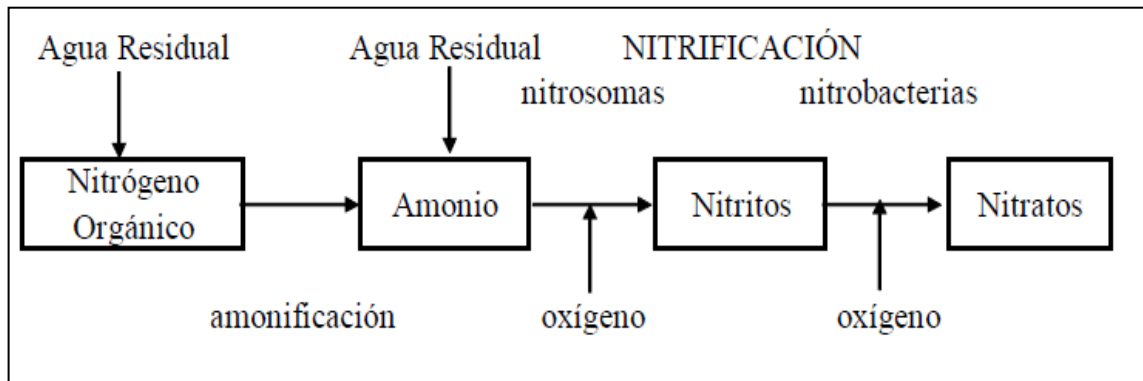 Agua Residual
Agua Residual
NITRIFICACIÓN
nitrosomas
nitrobacterias
Nitrógeno
Orgánico
Amonio
Nitritos
Nitratos
amonificación
oxígeno
oxígeno